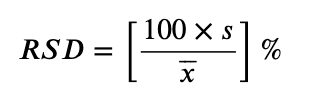 RSD = [ 100 × s / x̅ ] %